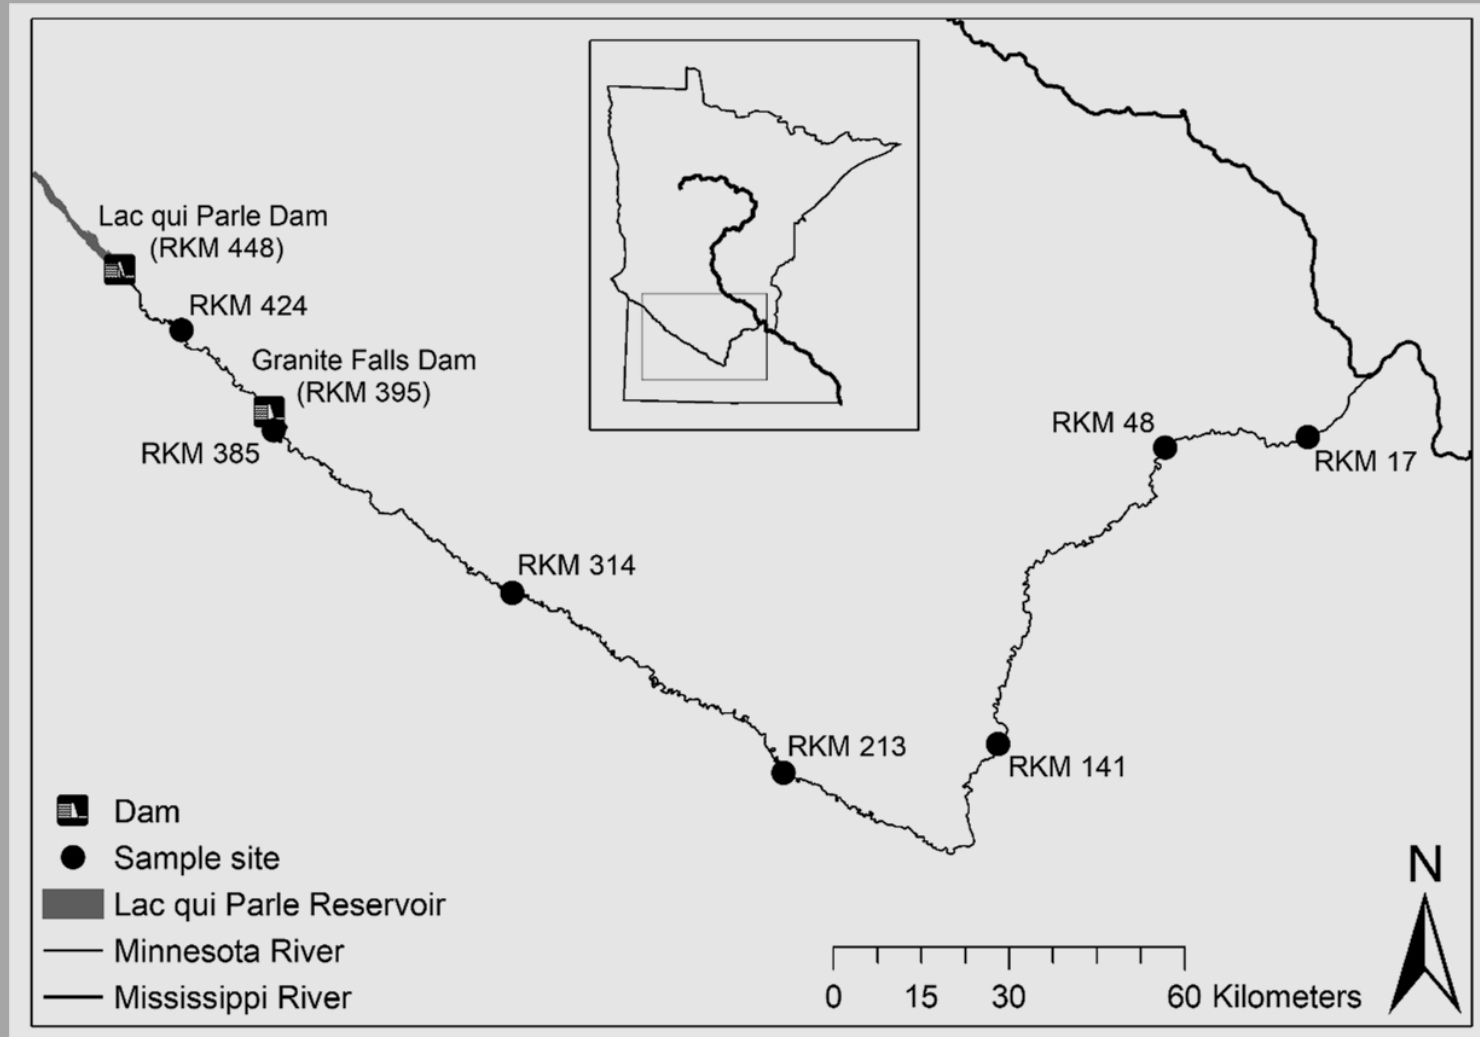 Lac qui Parle Dam
(RKM 448)
RKM 424
Granite Falls Dam
(RKM 395)
RKM 385
RKM 48
RKM 17
RKM 314
RKM 213
RKM 141
Dam
Sample site
Lac qui Parle Reservoir
Minnesota River
Mississippi River
N
0 15 30 60 Kilometers